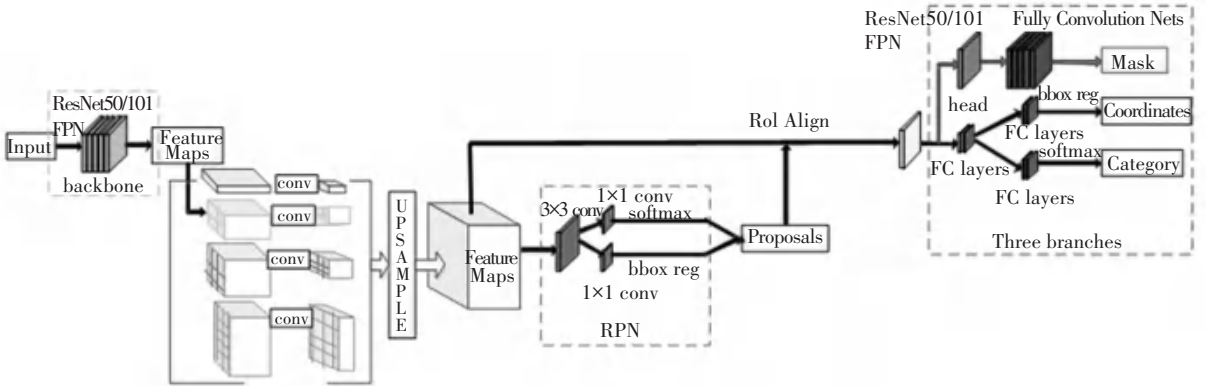 ResNet50/101
FPN
Input
Feature
Maps
backbone
conv
conv
conv
conv
UPSAMPLE
Feature
Maps
3×3 conv
1×1 conv
softmax
bbox reg
1×1 conv
RPN
Proposals
RoI Align
ResNet50/101
FPN
Fully Convolution Nets
head
Mask
bbox reg
Coordinates
FC layers
softmax
FC layers
Category
FC layers
Three branches